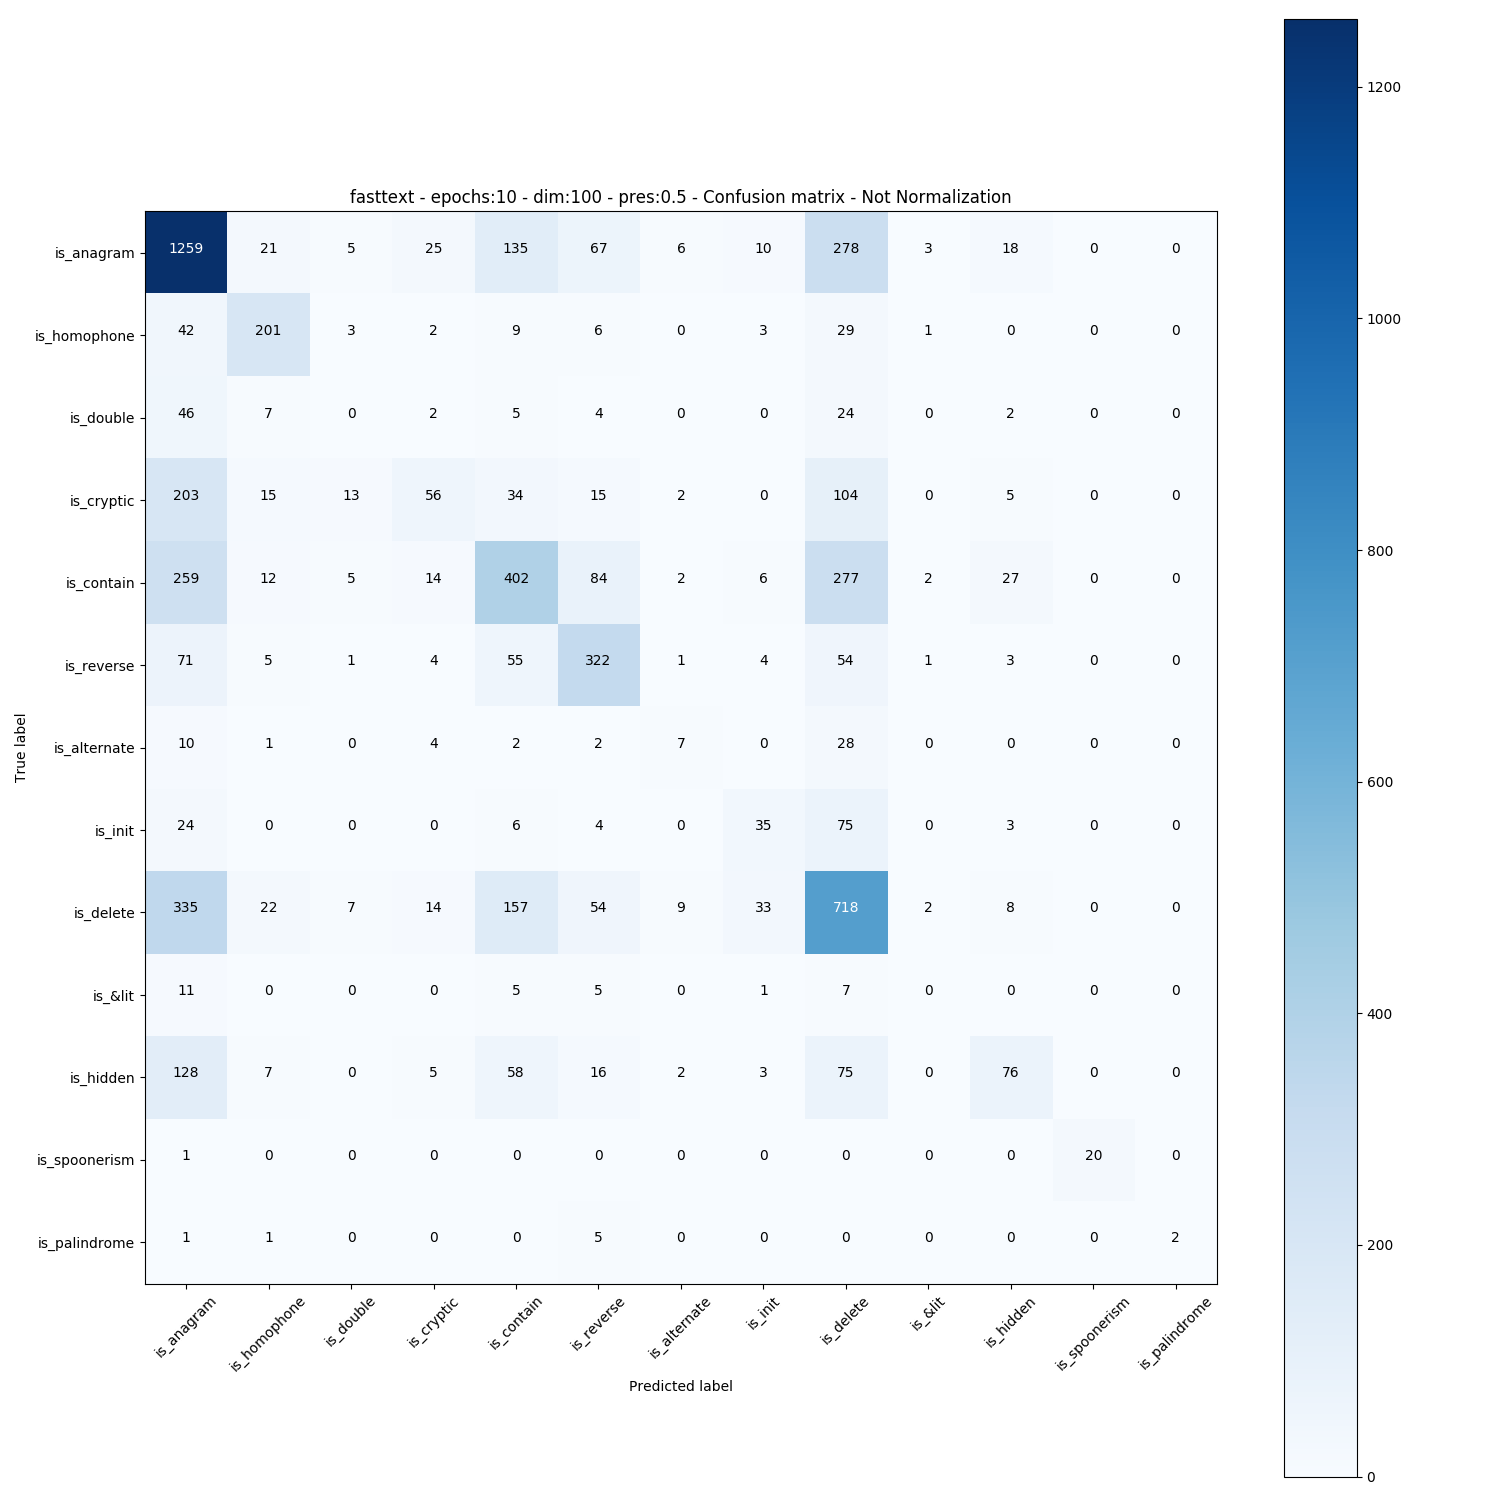 fasttext - epochs:10 - dim:100 - pres:0.5 - Confusion matrix - Not Normalization
is_anagram 1259 21 5 25 135 67 6 10 278 3 18 0 0
is_homophone 42 201 3 2 9 6 0 3 29 1 0 0 0
is_double 46 7 0 2 5 4 0 0 24 0 2 0 0
is_cryptic 203 15 13 56 34 15 2 0 104 0 5 0 0
is_contain 259 12 5 14 402 84 2 6 277 2 27 0 0
is_reverse 71 5 1 4 55 322 1 4 54 1 3 0 0
is_alternate 10 1 0 4 2 2 7 0 28 0 0 0 0
is_init 24 0 0 0 6 4 0 35 75 0 3 0 0
is_delete 335 22 7 14 157 54 9 33 718 2 8 0 0
is_&lit 11 0 0 0 5 5 0 1 7 0 0 0 0
is_hidden 128 7 0 5 58 16 2 3 75 0 76 0 0
is_spoonerism 1 0 0 0 0 0 0 0 0 0 0 20 0
is_palindrome 1 1 0 0 0 5 0 0 0 0 0 0 2
is_anagram is_homophone is_double is_cryptic is_contain is_reverse is_alternate is_init is_delete is_&lit is_hidden is_spoonerism is_palindrome
Predicted label
True label
1200
1000
800
600
400
200
0